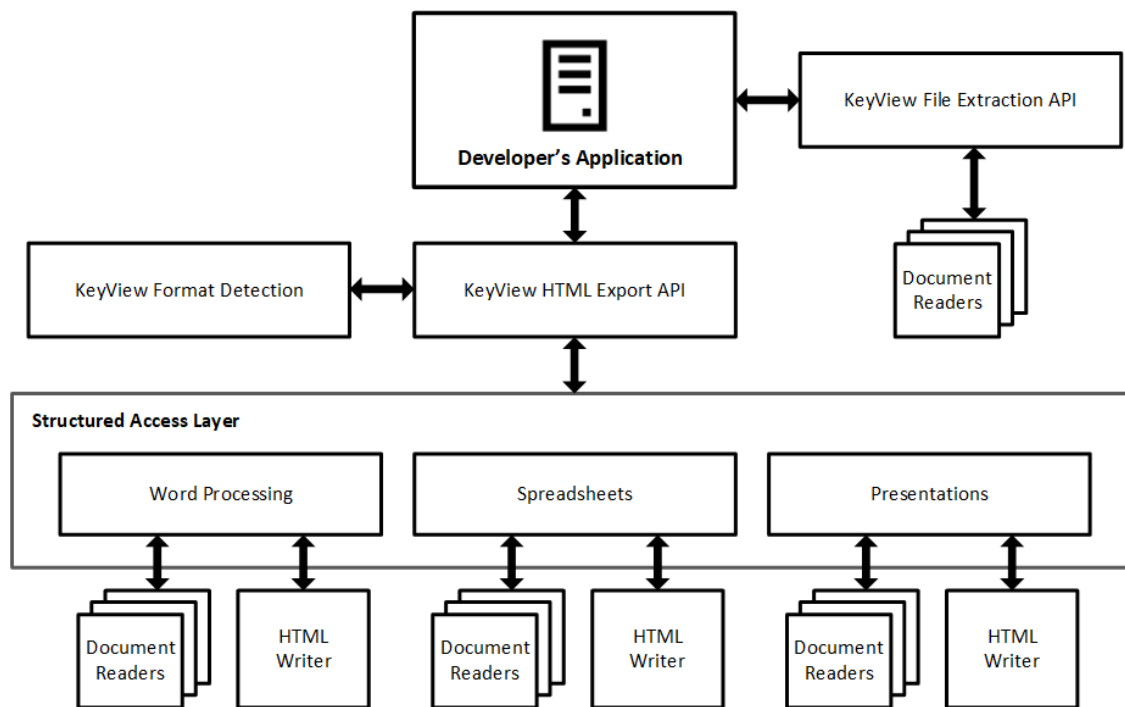 KeyView File Extraction API
Developer’s Application
KeyView Format Detection
KeyView HTML Export API
Document
Readers
Structured Access Layer
Word Processing
Spreadsheets
Presentations
Document
Readers
HTML
Writer
Document
Readers
HTML
Writer
Document
Readers
HTML
Writer